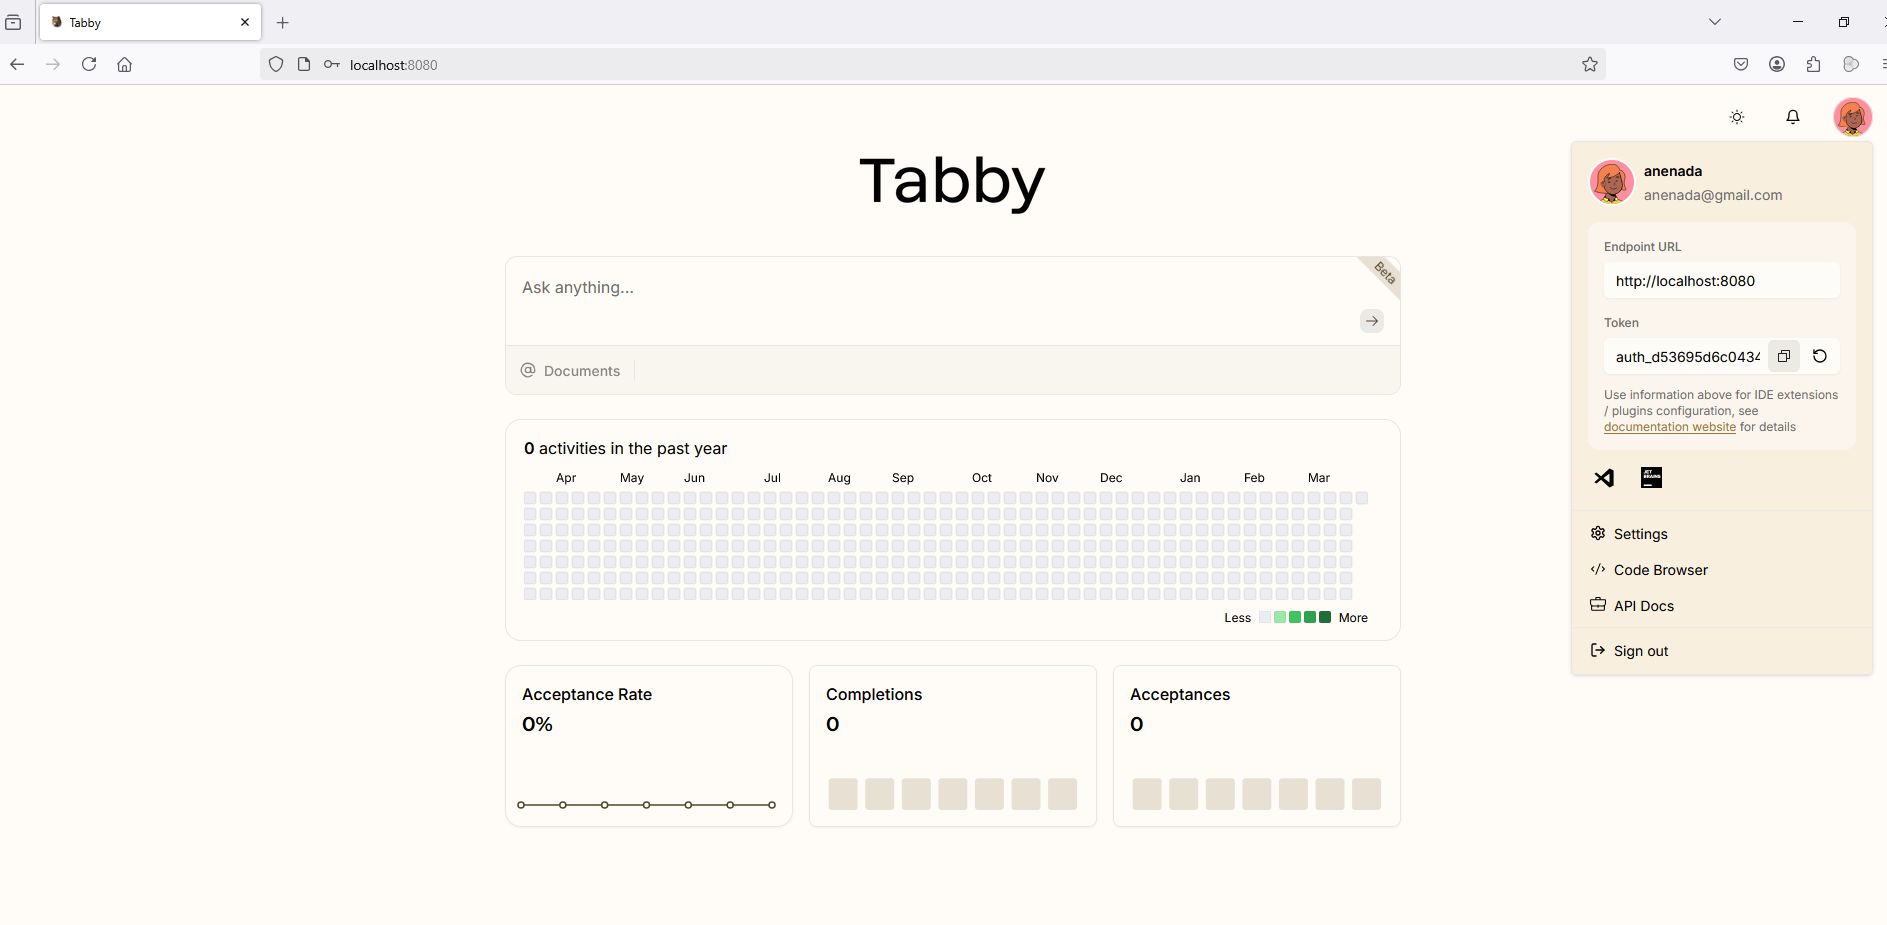 Tabby
localhost:8080
Tabby
Ask anything...
Beta
Documents
0 activities in the past year
Apr May Jun Jul Aug Sep Oct Nov Dec Jan Feb Mar
Less More
Acceptance Rate
0%
Completions
0
Acceptances
0
anenada
anenada@gmail.com
Endpoint URL
http://localhost:8080
Token
auth_d53695d6c0434
Use information above for IDE extensions
/ plugins configuration, see
documentation website for details
JET
BRAINS
Settings
Code Browser
API Docs
Sign out